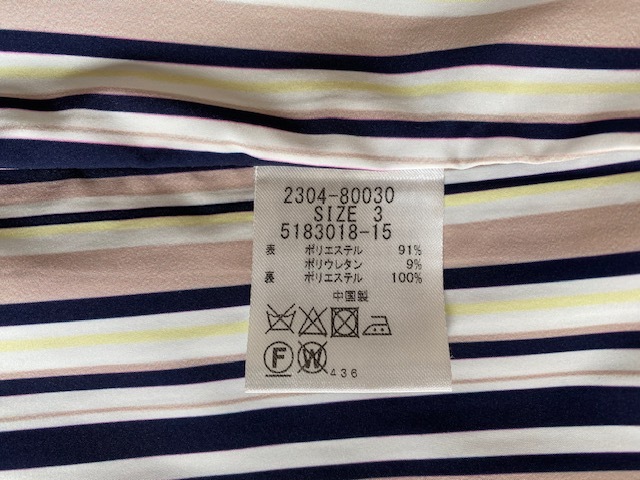 2304-80030
SIZE 3
5183018-15
表 ポリエステル 91%
ポリウレタン 9%
裏 ポリエステル 100%
中国製
F W 436